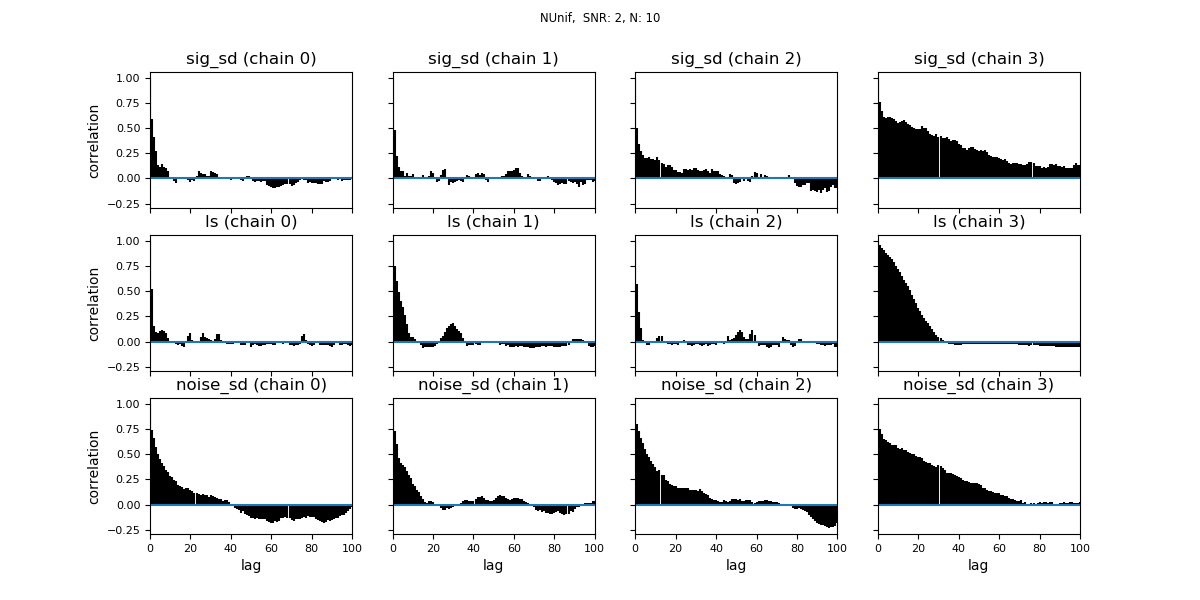 NUnif,  SNR: 2, N: 10
sig_sd (chain 0) sig_sd (chain 1) sig_sd (chain 2) sig_sd (chain 3)
1.00
0.75
0.50
0.25
0.00
−0.25
correlation
ls (chain 0) ls (chain 1) ls (chain 2) ls (chain 3)
1.00
0.75
0.50
0.25
0.00
−0.25
correlation
noise_sd (chain 0) noise_sd (chain 1) noise_sd (chain 2) noise_sd (chain 3)
1.00
0.75
0.50
0.25
0.00
−0.25
correlation
0 20 40 60 80 100 0 20 40 60 80 100 0 20 40 60 80 100 0 20 40 60 80 100
lag lag lag lag